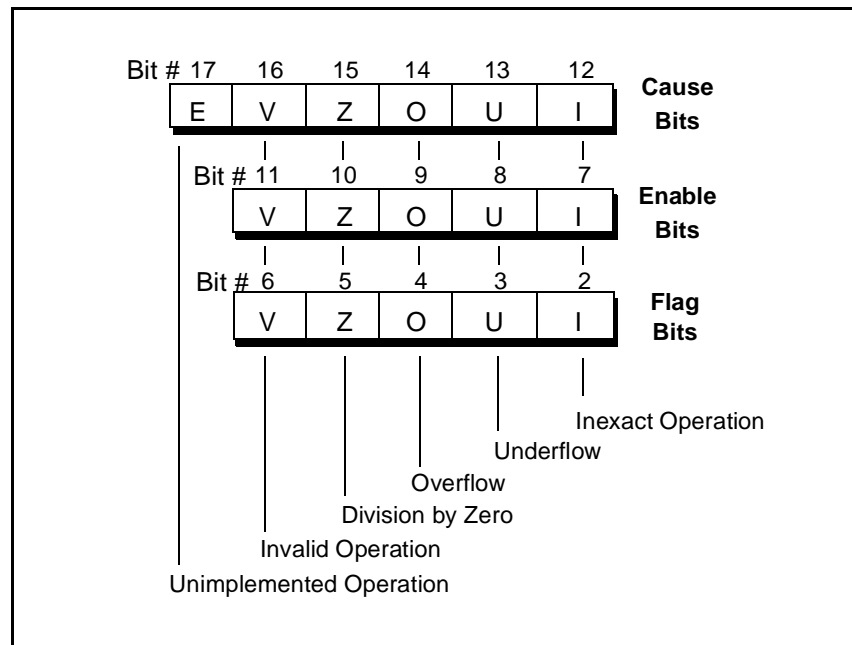 Bit # 17 16 15 14 13 12
E V Z O U I
Cause
Bits
Bit # 11 10 9 8 7
V Z O U I
Enable
Bits
Bit # 6 5 4 3 2
V Z O U I
Flag
Bits
Inexact Operation
Underflow
Overflow
Division by Zero
Invalid Operation
Unimplemented Operation